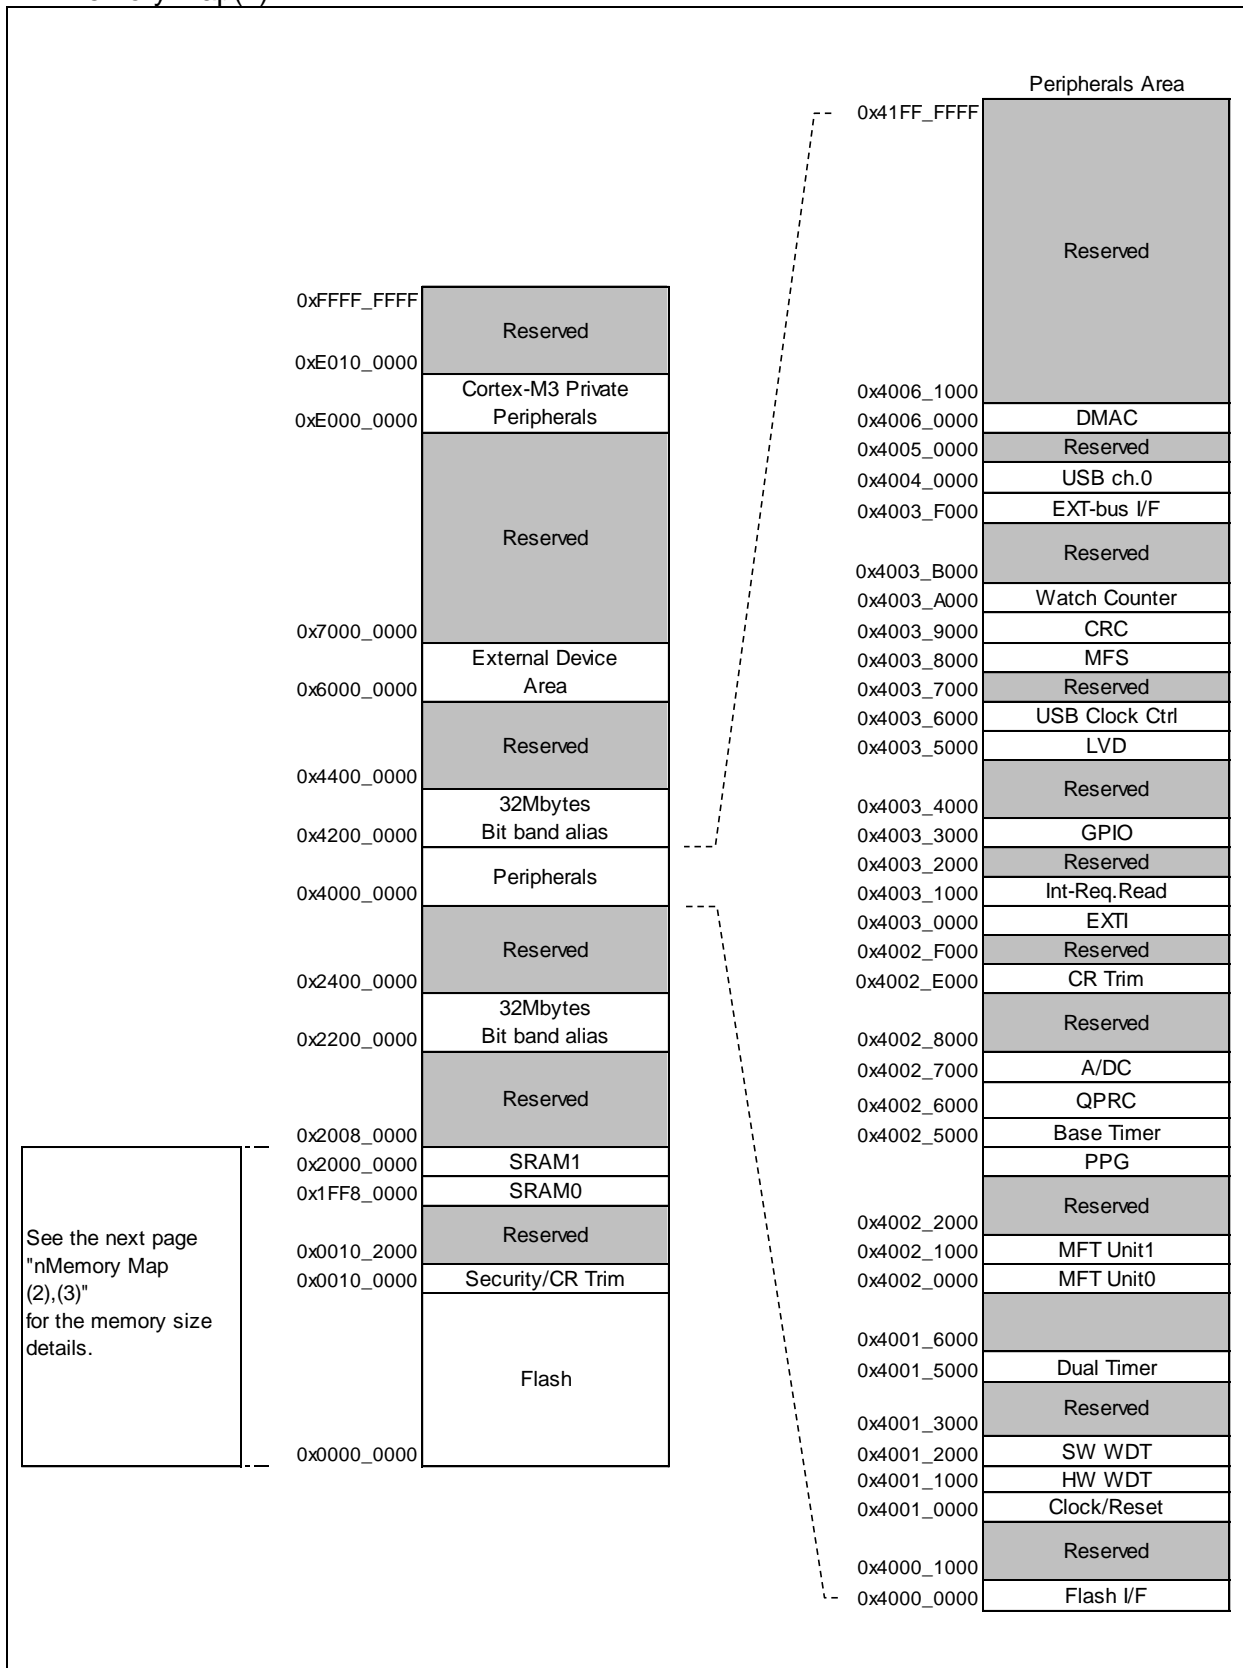 Peripherals Area
0x41FF_FFFF
Reserved
0x4006_1000
0x4006_0000 DMAC
0x4005_0000 Reserved
0x4004_0000 USB ch.0
0x4003_F000 EXT-bus I/F
Reserved
0x4003_B000
0x4003_A000 Watch Counter
0x4003_9000 CRC
0x4003_8000 MFS
0x4003_7000 Reserved
0x4003_6000 USB Clock Ctrl
0x4003_5000 LVD
Reserved
0x4003_4000
0x4003_3000 GPIO
0x4003_2000 Reserved
0x4003_1000 Int-Req.Read
0x4003_0000 EXTI
0x4002_F000 Reserved
0x4002_E000 CR Trim
Reserved
0x4002_8000
0x4002_7000 A/DC
0x4002_6000 QPRC
0x4002_5000 Base Timer
PPG
Reserved
0x4002_2000
0x4002_1000 MFT Unit1
0x4002_0000 MFT Unit0
0x4001_6000
0x4001_5000 Dual Timer
Reserved
0x4001_3000
0x4001_2000 SW WDT
0x4001_1000 HW WDT
0x4001_0000 Clock/Reset
Reserved
0x4000_1000
0x4000_0000 Flash I/F
0xFFFF_FFFF
Reserved
0xE010_0000
Cortex-M3 Private
0xE000_0000 Peripherals
Reserved
0x7000_0000
External Device
0x6000_0000 Area
Reserved
0x4400_0000
32Mbytes
0x4200_0000 Bit band alias
Peripherals
0x4000_0000
Reserved
0x2400_0000
32Mbytes
0x2200_0000 Bit band alias
Reserved
0x2008_0000
0x2000_0000 SRAM1
0x1FF8_0000 SRAM0
Reserved
0x0010_2000
0x0010_0000 Security/CR Trim
Flash
0x0000_0000
See the next page
"nMemory Map
(2),(3)"
for the memory size
details.